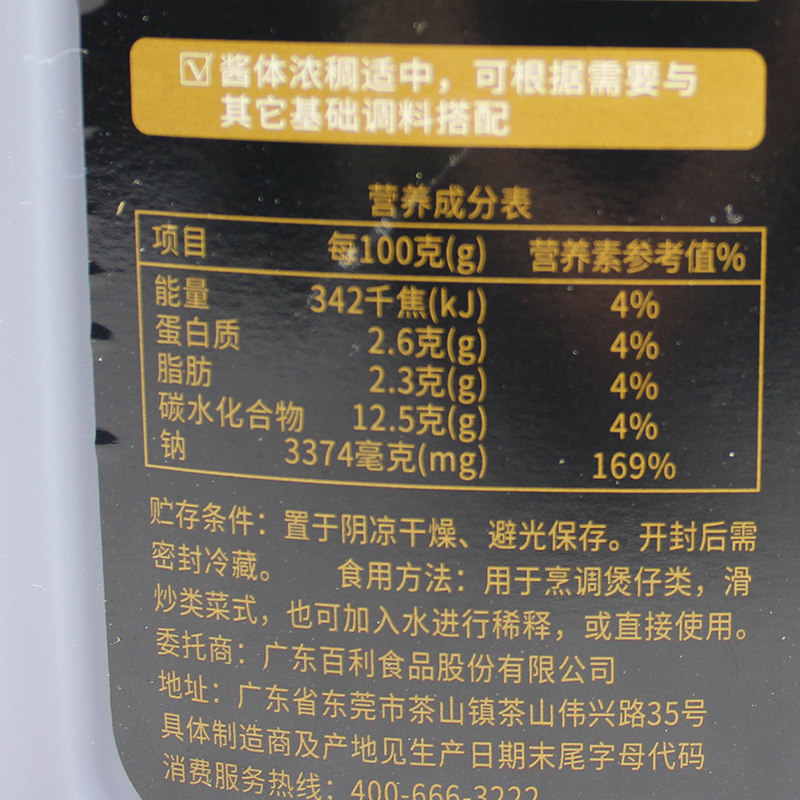 酱体浓稠适中，可根据需要与
其它基础调料搭配
营养成分表
项目 每100克(g) 营养素参考值%
能量 342千焦(kJ) 4%
蛋白质 2.6克(g) 4%
脂肪 2.3克(g) 4%
碳水化合物 12.5克(g) 4%
钠 3374毫克(mg) 169%
贮存条件：置于阴凉干燥、避光保存。开封后需
密封冷藏。 食用方法：用于烹调煲仔类，滑
炒类菜式，也可加入水进行稀释，或直接使用。
委托商：广东百利食品股份有限公司
地址：广东省东莞市茶山镇茶山伟兴路35号
具体制造商及产地见生产日期末尾字母代码
消费服务热线：400-666-3222